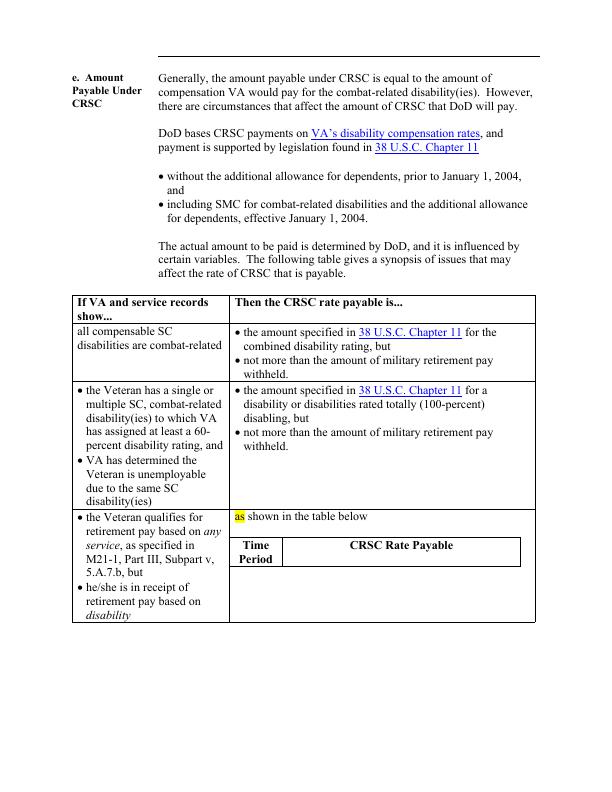 e. Amount
Payable Under
CRSC
Generally, the amount payable under CRSC is equal to the amount of
compensation VA would pay for the combat-related disability(ies). However,
there are circumstances that affect the amount of CRSC that DoD will pay.
DoD bases CRSC payments on VA's disability compensation rates, and
payment is supported by legislation found in 38 U.S.C. Chapter 11
• without the additional allowance for dependents, prior to January 1, 2004,
and
• including SMC for combat-related disabilities and the additional allowance
for dependents, effective January 1, 2004.
The actual amount to be paid is determined by DoD, and it is influenced by
certain variables. The following table gives a synopsis of issues that may
affect the rate of CRSC that is payable.
If VA and service records
show...
Then the CRSC rate payable is...
all compensable SC
disabilities are combat-related
• the amount specified in 38 U.S.C. Chapter 11 for the
combined disability rating, but
• not more than the amount of military retirement pay
withheld.
• the Veteran has a single or
multiple SC, combat-related
disability(ies) to which VA
has assigned at least a 60-
percent disability rating, and
• VA has determined the
Veteran is unemployable
due to the same SC
disability(ies)
• the amount specified in 38 U.S.C. Chapter 11 for a
disability or disabilities rated totally (100-percent)
disabling, but
• not more than the amount of military retirement pay
withheld.
• the Veteran qualifies for
retirement pay based on any
service, as specified in
M21-1, Part III, Subpart v,
5.A.7.b, but
• he/she is in receipt of
retirement pay based on
disability
as shown in the table below
Time
Period
CRSC Rate Payable